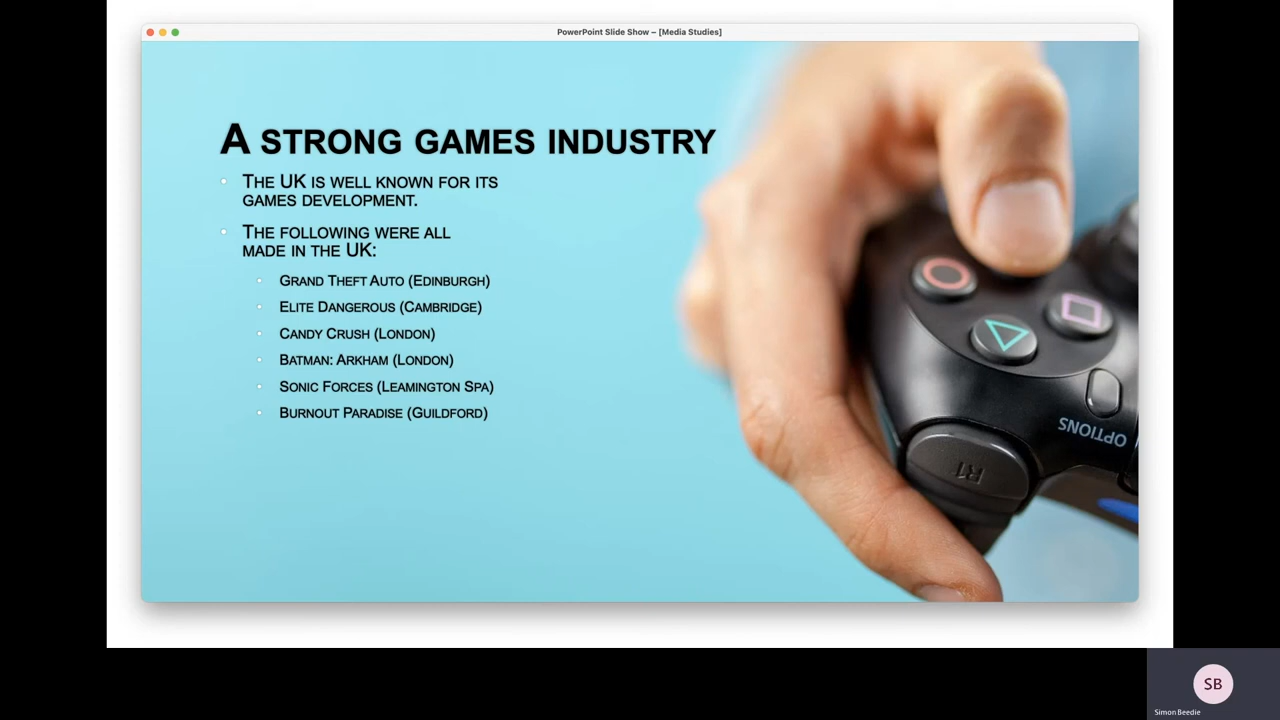 PowerPoint Slide Show – [Media Studies]
A STRONG GAMES INDUSTRY
THE UK IS WELL KNOWN FOR ITS
GAMES DEVELOPMENT.
THE FOLLOWING WERE ALL
MADE IN THE UK:
GRAND THEFT AUTO (EDINBURGH)
ELITE DANGEROUS (CAMBRIDGE)
CANDY CRUSH (LONDON)
BATMAN: ARKHAM (LONDON)
SONIC FORCES (LEAMINGTON SPA)
BURNOUT PARADISE (GUILDFORD)
OPTIONS
R1
SB
Simon Beedie